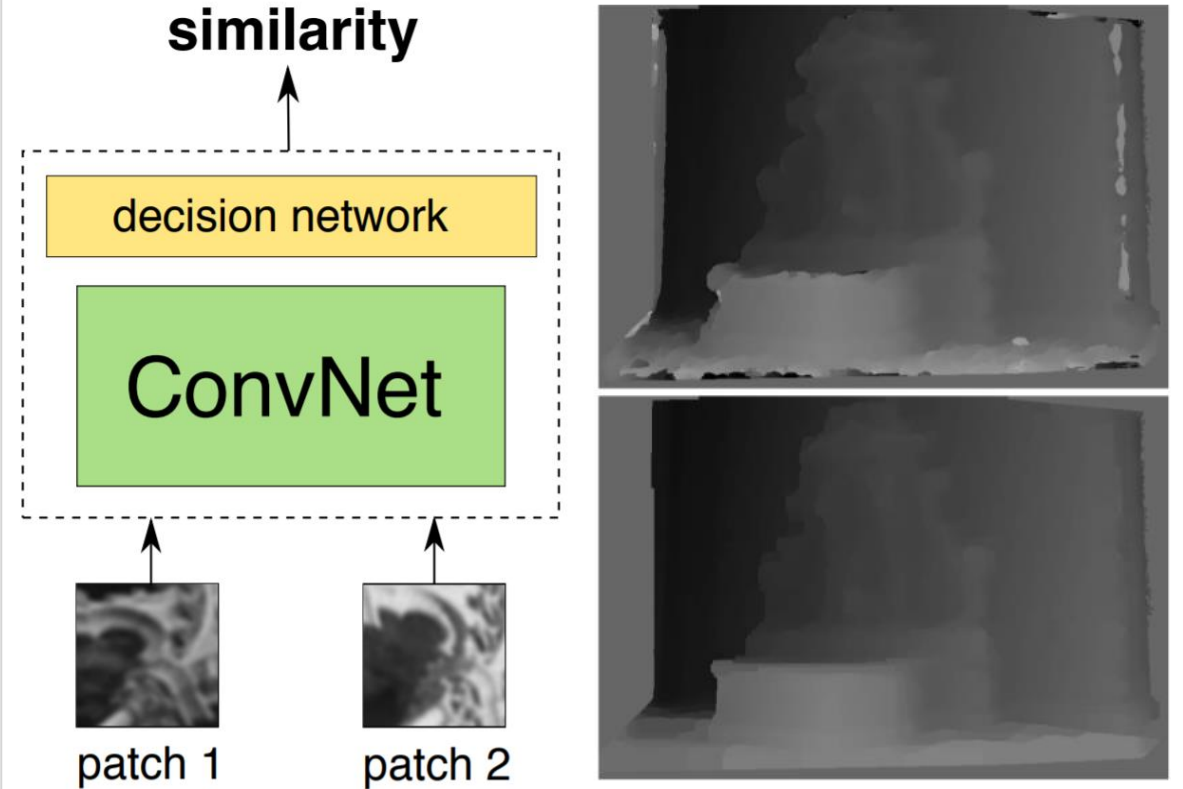 similarity
decision network
ConvNet
patch 1
patch 2